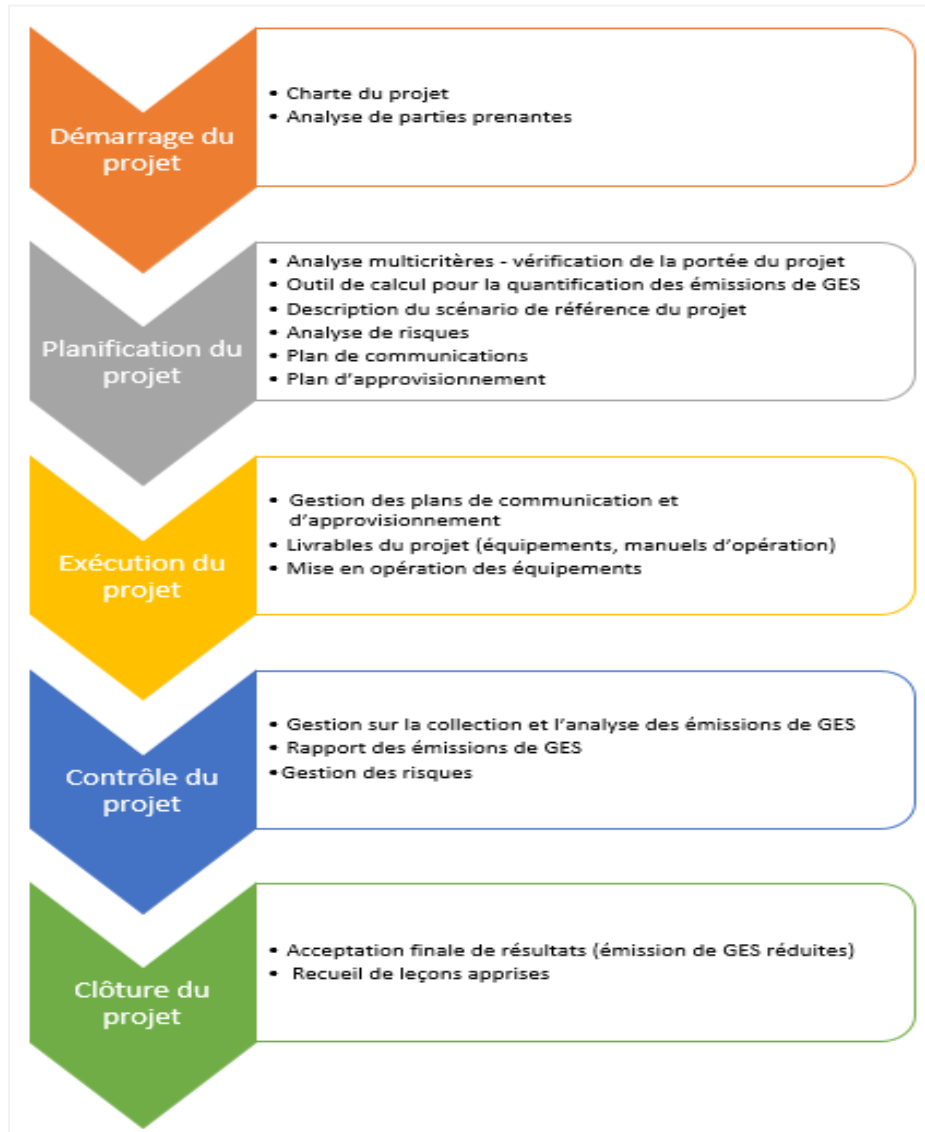 Démarrage du
projet
• Charte du projet
• Analyse de parties prenantes
Planification du
projet
• Analyse multicritères - vérification de la portée du projet
• Outil de calcul pour la quantification des émissions de GES
• Description du scénario de référence du projet
• Analyse de risques
• Plan de communications
• Plan d'approvisionnement
Exécution du
projet
• Gestion des plans de communication et
d'approvisionnement
• Livrables du projet (équipements, manuels d'opération)
• Mise en opération des équipements
Contrôle du
projet
• Gestion sur la collection et l'analyse des émissions de GES
• Rapport des émissions de GES
• Gestion des risques
Clôture du
projet
• Acceptation finale de résultats (émission de GES réduites)
• Recueil de leçons apprises